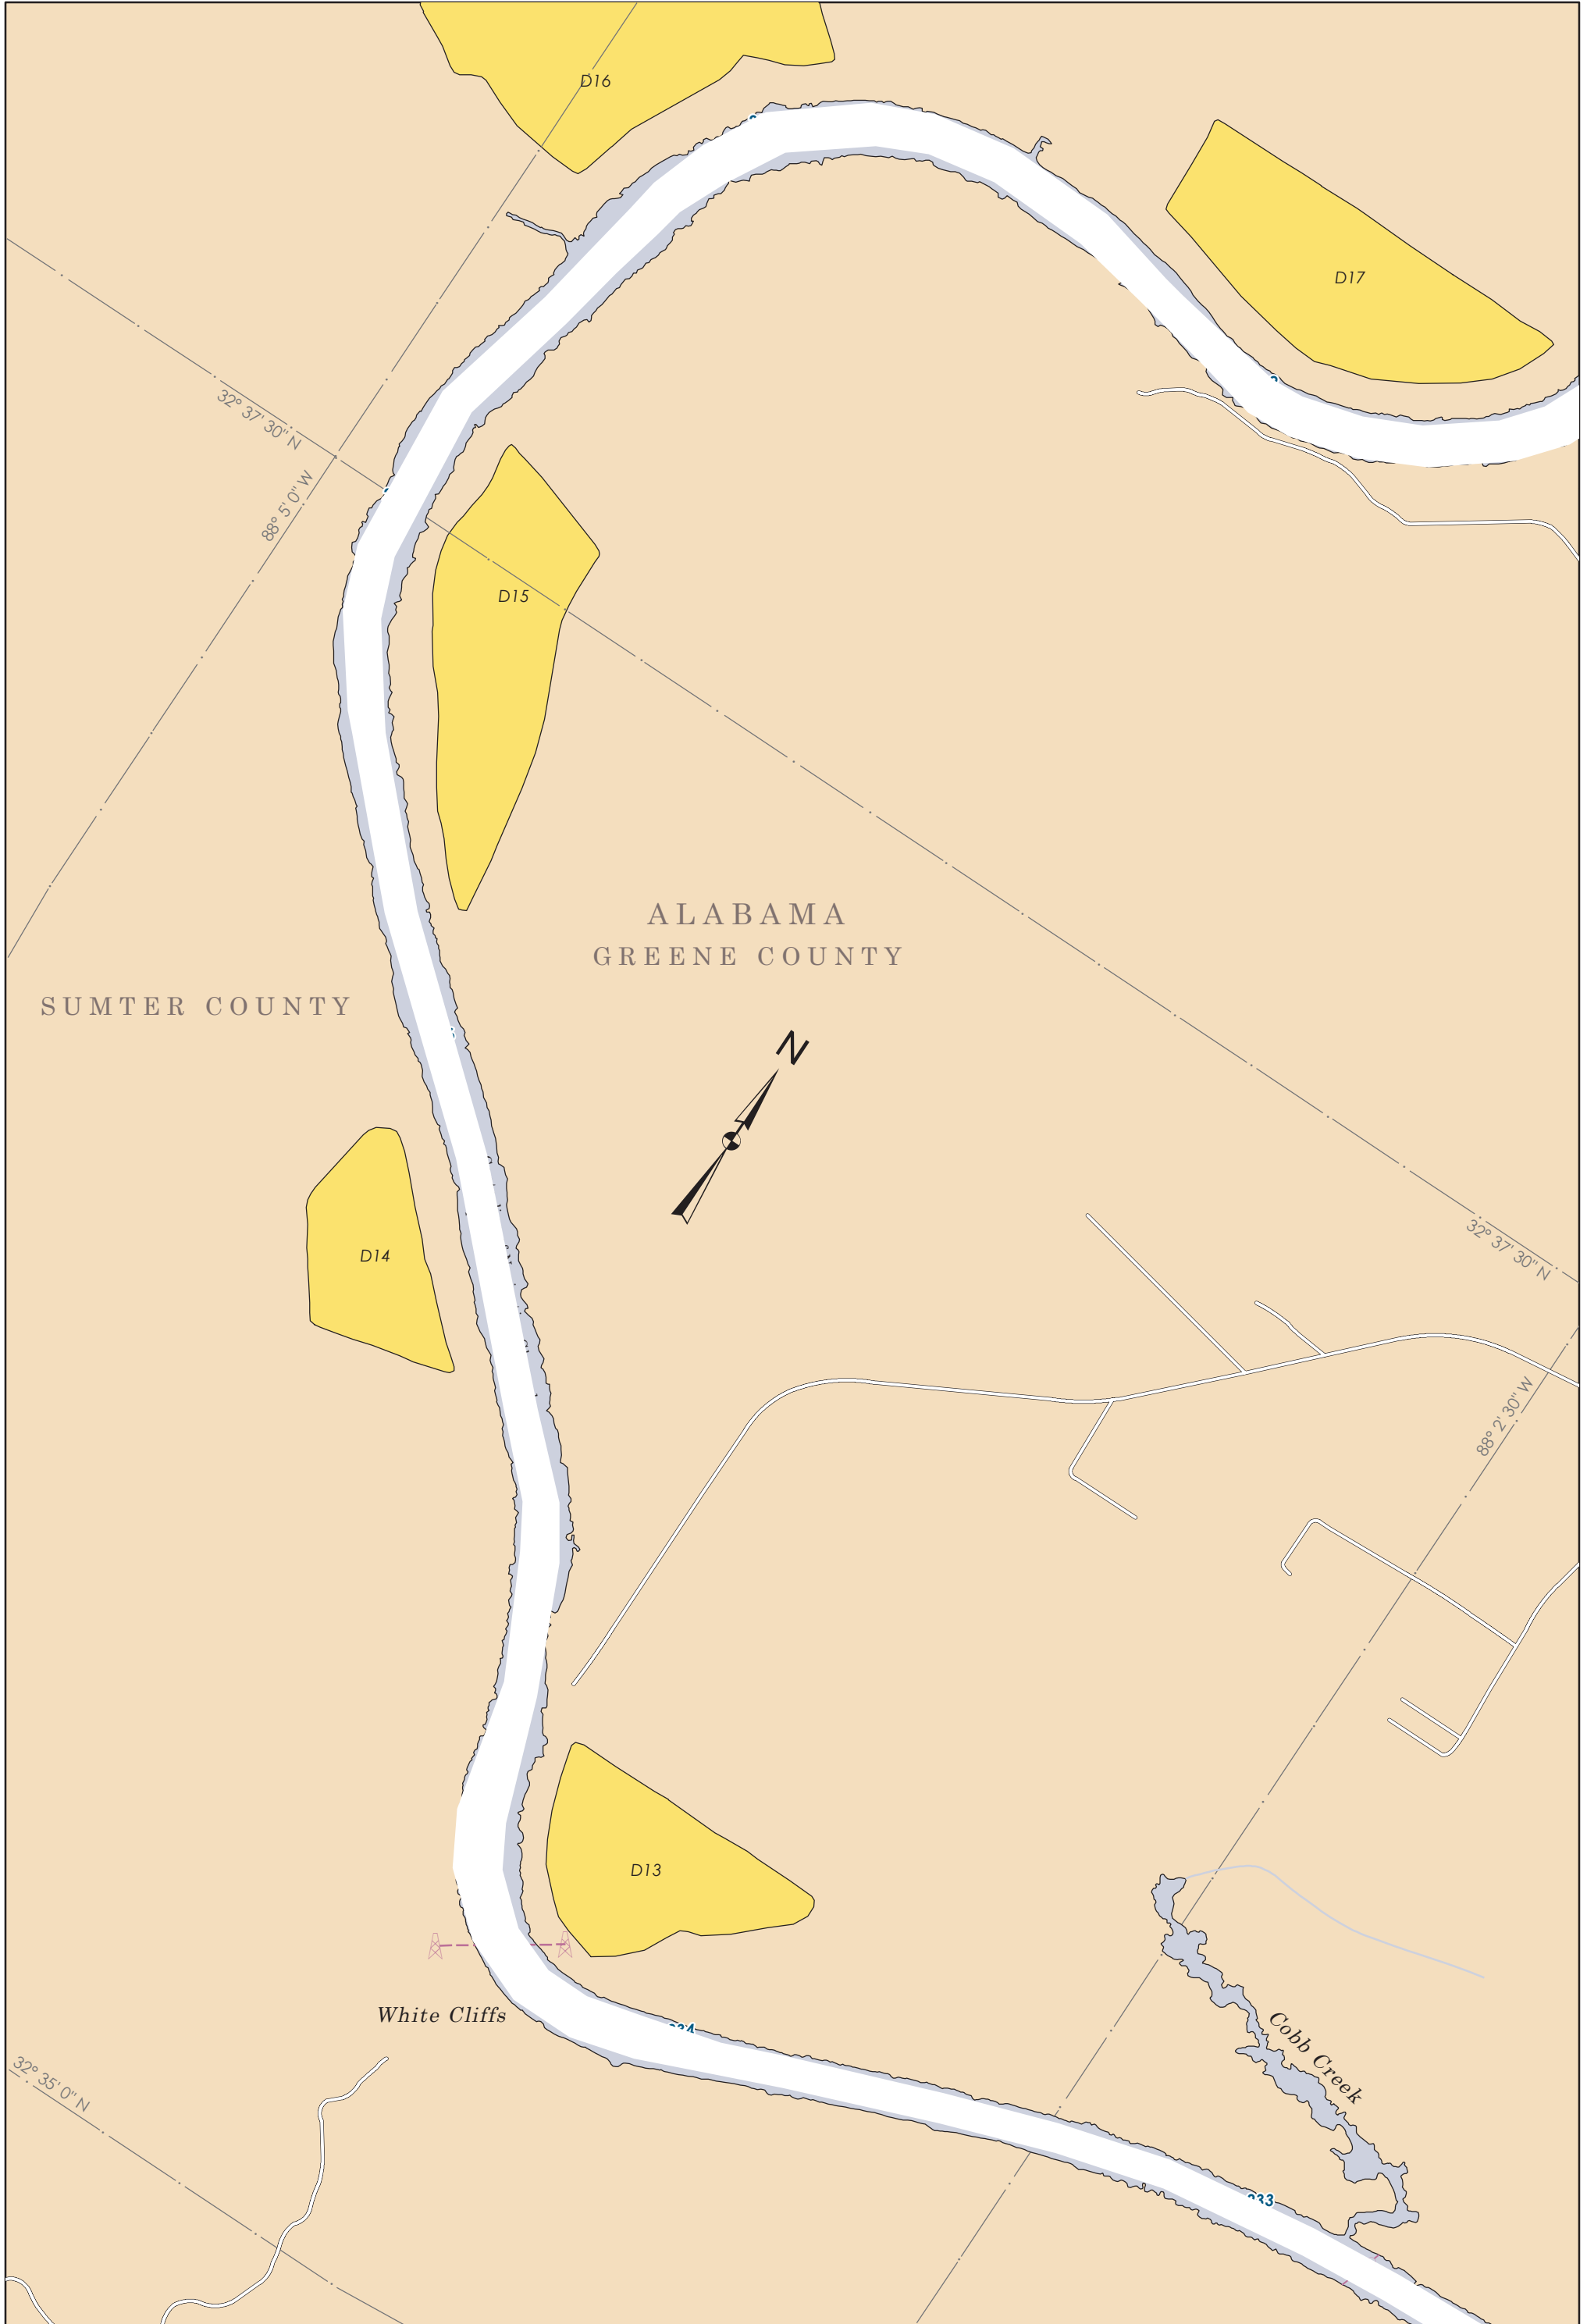 D16
D17
32° 37' 30" N
88° 5' 0" W
D15
ALABAMA
GREENE COUNTY
SUMTER COUNTY
N
D14
32° 37' 30" N
88° 2' 30" W
D13
White Cliffs
Cobb Creek
32° 35' 0" N
233